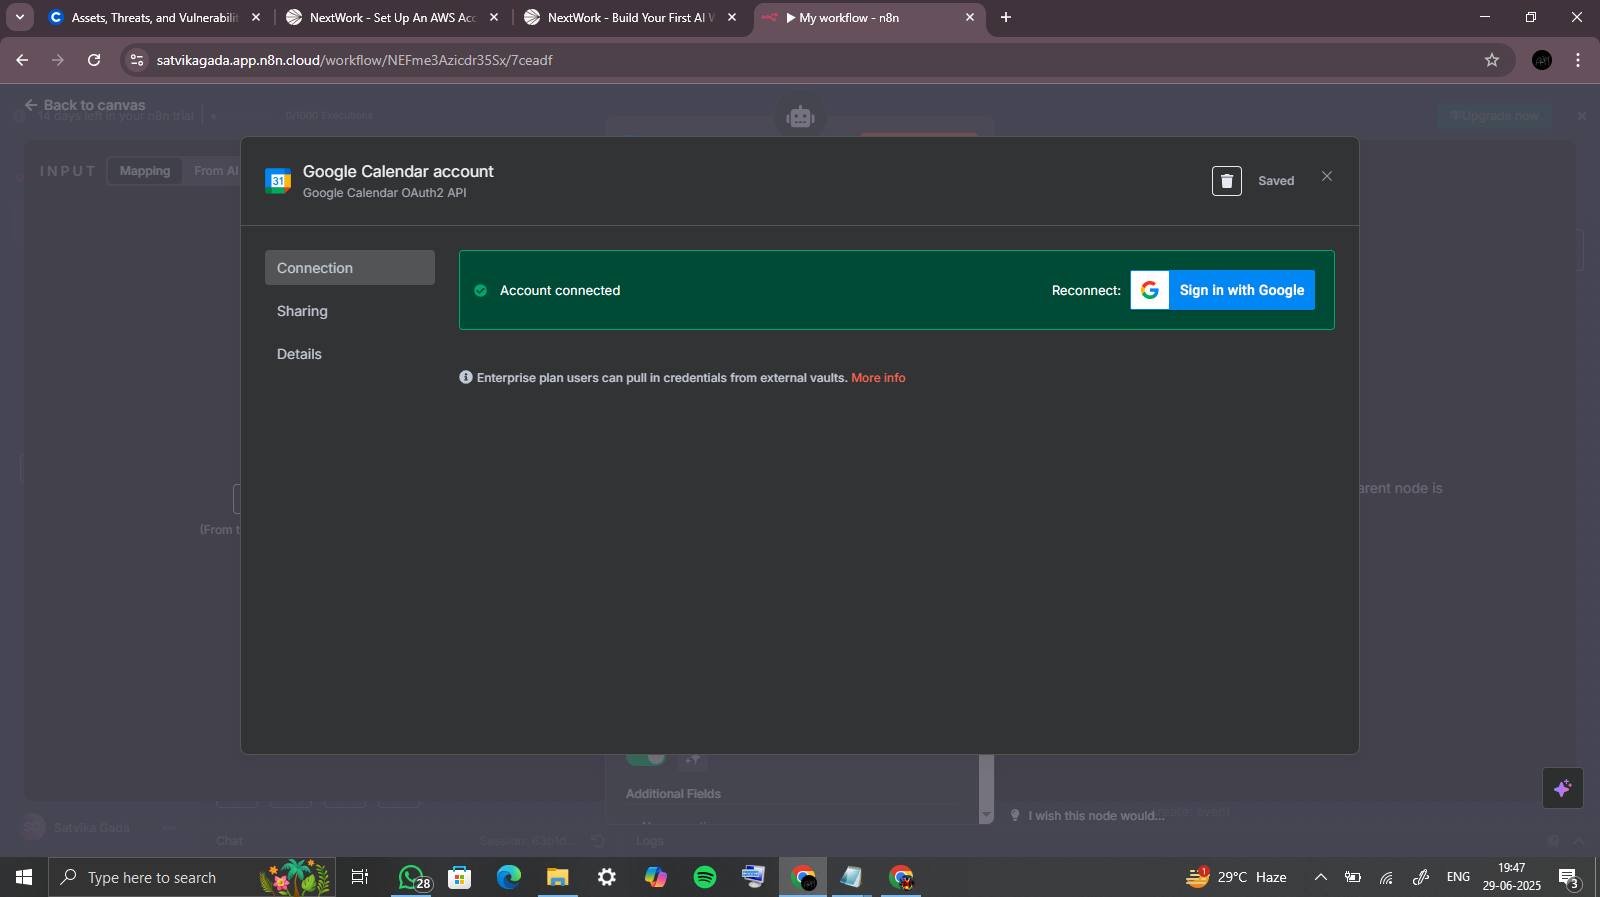 Assets, Threats, and Vulnerabilit
NextWork - Set Up An AWS Acc
NextWork - Build Your First AI W
My workflow - n8n
satvikagada.app.n8n.cloud/workflow/NEFme3Azicdr35Sx/7ceadf
Back to canvas
14 days left in your n8n trial
0/1000 Executions
Upgrade now
INPUT
Mapping
From AI
Google Calendar account
Google Calendar OAuth2 API
31
Saved
Connection
Sharing
Details
Account connected
Reconnect:
Sign in with Google
Enterprise plan users can pull in credentials from external vaults. More info
arent node is
(From t
Additional Fields
I wish this node would...
Satvika Gada
Chat
Logs
Type here to search
28
1
29°C Haze
ENG
19:47
29-06-2025
3